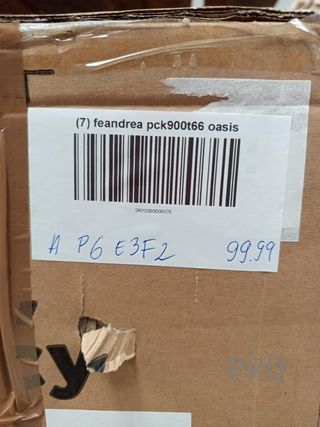 (7) feandrea pck900t66 oasis
A P6 E3F2 99.99
PRO